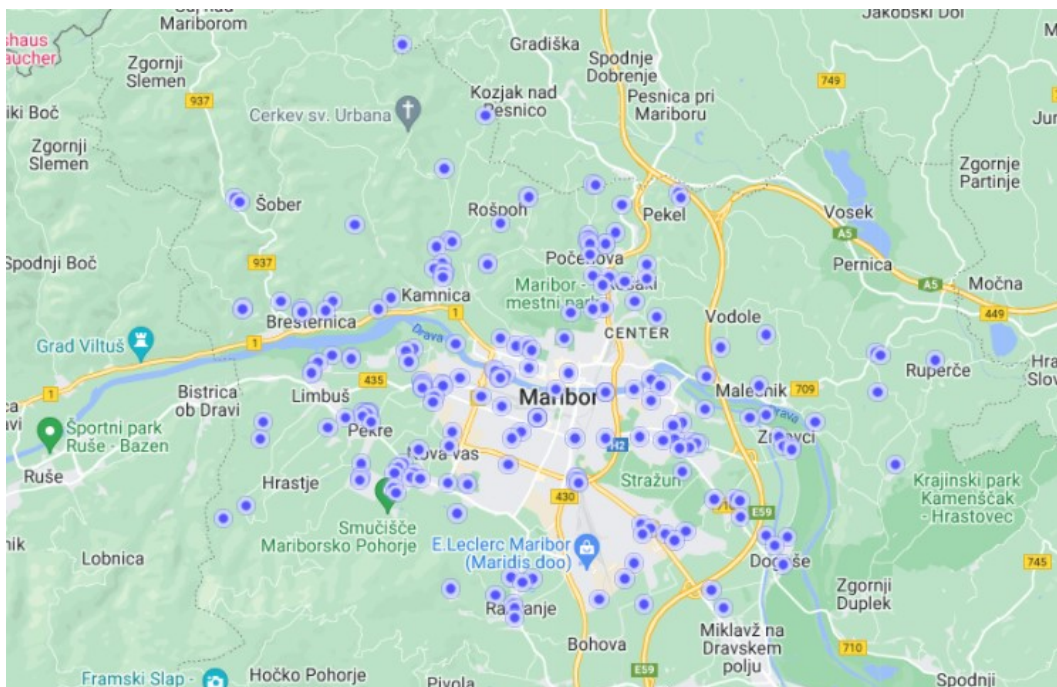 Mariborom
Jakobski Dol
Gradiška
Zgornji
Slemen
Spodnje
Dobrenje
749
937
Kozjak nad
Pesnico
Pesnica pri
Mariboru
Cerkev sv. Urbana
Zgornji
Slemen
Zgornje
Partinje
Šober
Rošpoh
Pekel
Vosek
A5
Spodnji Boč
937
Počehova
Pernica
A5
Močna
Maribor -
mestni park
Kamnica
1
Vodole
449
Bresternica
Drava
CENTER
Grad Viltuš
1
Ruperče
1
Bistrica
ob Dravi
435
Limbuš
Malečnik
709
Maribor
Drava
Športni park
Ruše - Bazen
Pekre
H2
Ruše
Nova vas
Krajinski park
Kamenščak
- Hrastovec
Hrastje
430
Stražun
E59
Smučišče
Mariborsko Pohorje
E.Leclerc Maribor
(Maridis doo)
Lobnica
Dogoše
745
Zgornji
Duplek
Razvanje
Bohova
Miklavž na
Dravskem
polju
710
E59
Hočko Pohorje
Framski Slap -
Pivola
Spodnji